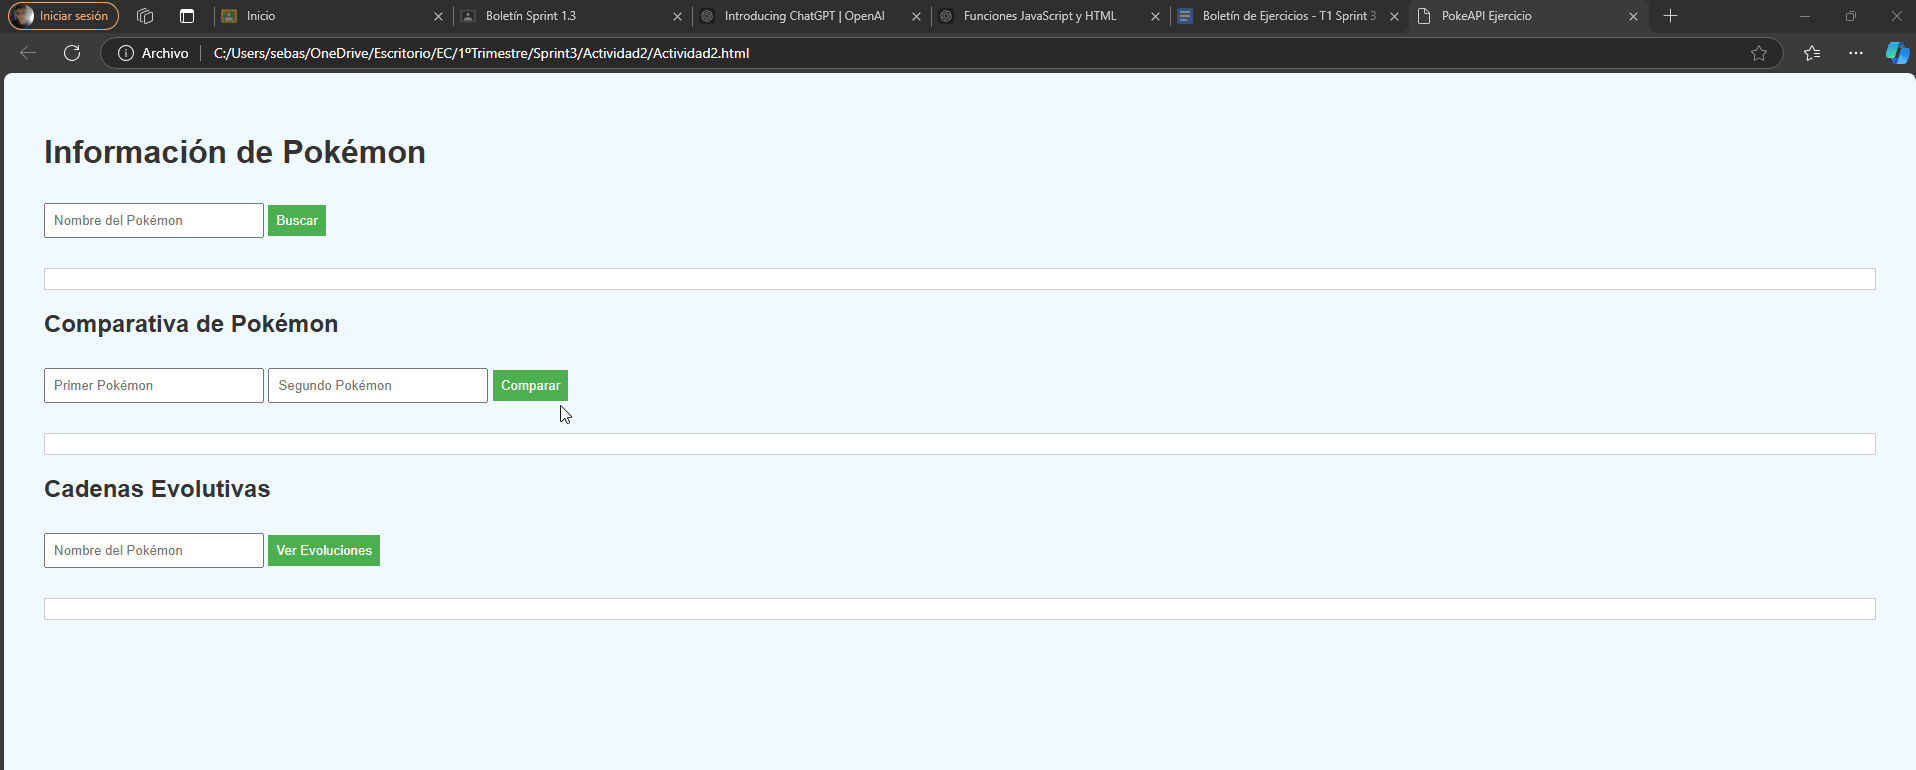 Iniciar sesión
Inicio
Boletín Sprint 1.3
Introducing ChatGPT | OpenAI
Funciones JavaScript y HTML
Boletín de Ejercicios - T1 Sprint 3
PokeAPI Ejercicio
Archivo
C:/Users/sebas/OneDrive/Escritorio/EC/1ºTrimestre/Sprint3/Actividad2/Actividad2.html
Información de Pokémon
Nombre del Pokémon
Buscar
Comparativa de Pokémon
Primer Pokémon
Segundo Pokémon
Comparar
Cadenas Evolutivas
Nombre del Pokémon
Ver Evoluciones